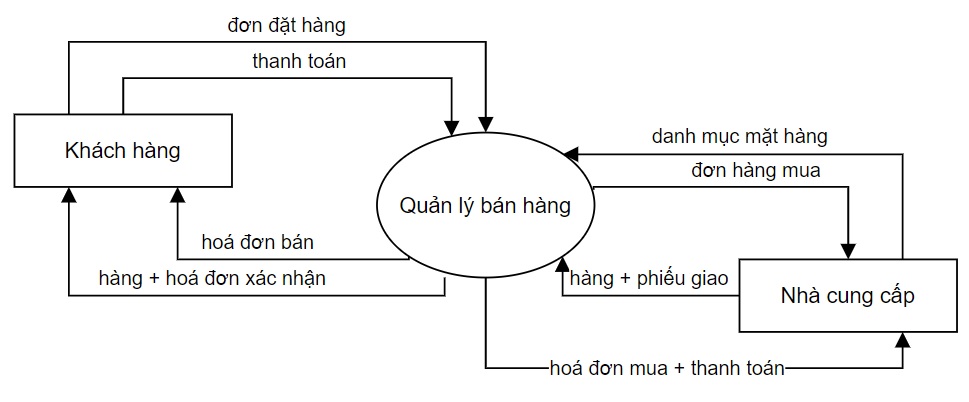 đơn đặt hàng
thanh toán
Khách hàng
danh mục mặt hàng
đơn hàng mua
Quản lý bán hàng
hoá đơn bán
hàng + hoá đơn xác nhận
hàng + phiếu giao
Nhà cung cấp
hoá đơn mua + thanh toán